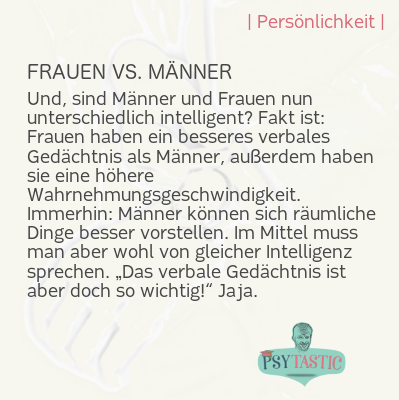 | Persönlichkeit |
FRAUEN VS. MÄNNER
Und, sind Männer und Frauen nun
unterschiedlich intelligent? Fakt ist:
Frauen haben ein besseres verbales
Gedächtnis als Männer, außerdem haben
sie eine höhere
Wahrnehmungsgeschwindigkeit.
Immerhin: Männer können sich räumliche
Dinge besser vorstellen. Im Mittel muss
man aber wohl von gleicher Intelligenz
sprechen. „Das verbale Gedächtnis ist
aber doch so wichtig!“ Jaja.
PSYTASTIC